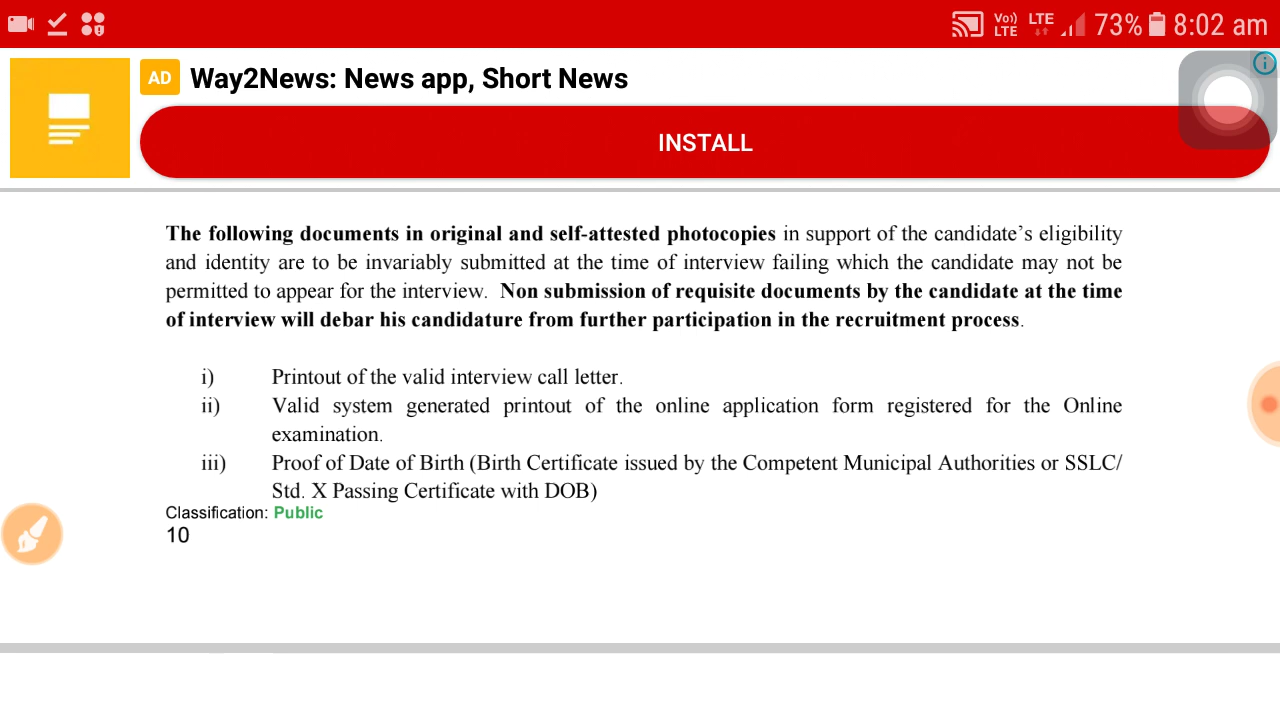 Vo)) LTE LTE 73% 8:02 am
AD Way2News: News app, Short News
INSTALL
The following documents in original and self-attested photocopies in support of the candidate’s eligibility
and identity are to be invariably submitted at the time of interview failing which the candidate may not be
permitted to appear for the interview. Non submission of requisite documents by the candidate at the time
of interview will debar his candidature from further participation in the recruitment process.
i) Printout of the valid interview call letter.
ii) Valid system generated printout of the online application form registered for the Online
examination.
iii) Proof of Date of Birth (Birth Certificate issued by the Competent Municipal Authorities or SSLC/
Std. X Passing Certificate with DOB)
Classification: Public
10